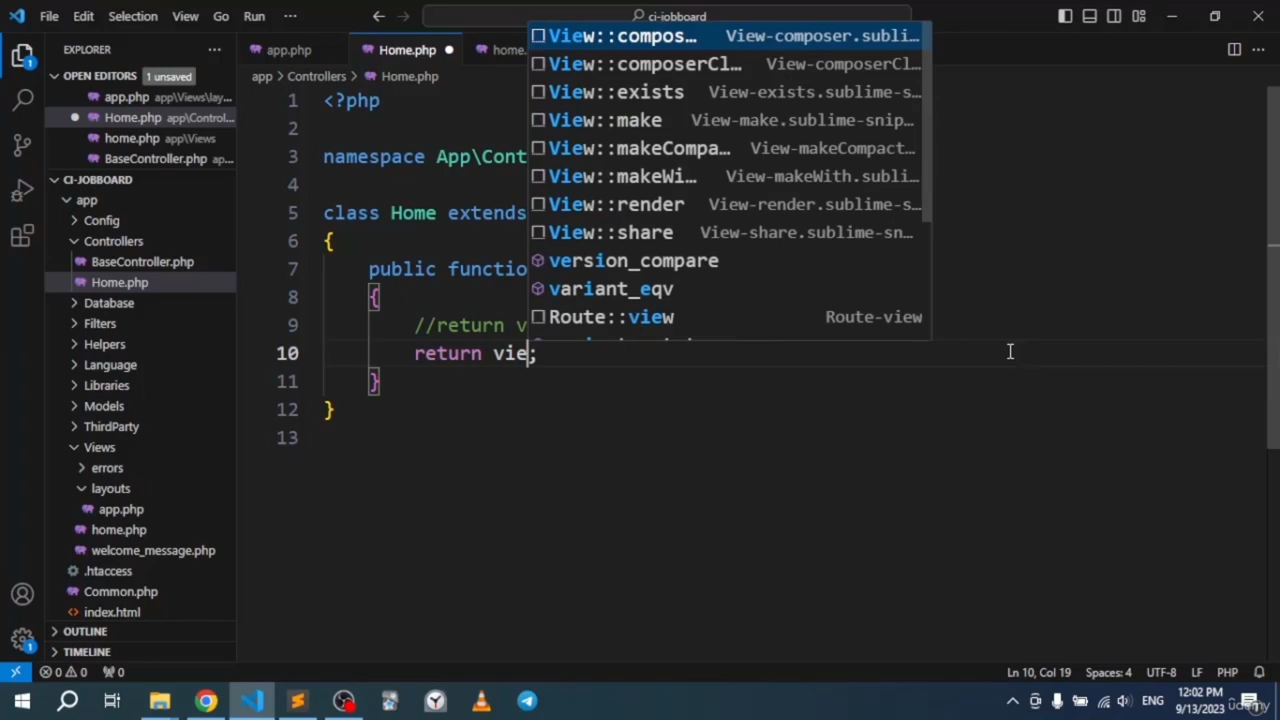 File Edit Selection View Go Run ··· ci-jobboard
EXPLORER ···
OPEN EDITORS 1 unsaved
app.php app\Views\lay...
Home.php app\Control...
home.php app\Views
BaseController.php ap...
CI-JOBBOARD
app
Config
Controllers
BaseController.php
Home.php
Database
Filters
Helpers
Language
Libraries
Models
ThirdParty
Views
errors
layouts
app.php
home.php
welcome_message.php
.htaccess
Common.php
index.html
OUTLINE
TIMELINE
app.php Home.php home.
app > Controllers > Home.php
1 <?php
2
3 namespace App\Cont
4
5 class Home extends
6 {
7 public functio
8 {
9 //return v
10 return vie;
11 }
12 }
13
View::compos... View-composer.subli...
View::composerCl... View-composerCl...
View::exists View-exists.sublime-s...
View::make View-make.sublime-snip...
View::makeCompa... View-makeCompact...
View::makeWi... View-makeWith.subli...
View::render View-render.sublime-s...
View::share View-share.sublime-sn...
version_compare
variant_eqv
Route::view Route-view
0 0 0 Ln 10, Col 19 Spaces: 4 UTF-8 LF PHP
ENG 12:02 PM
9/13/2023
udemy